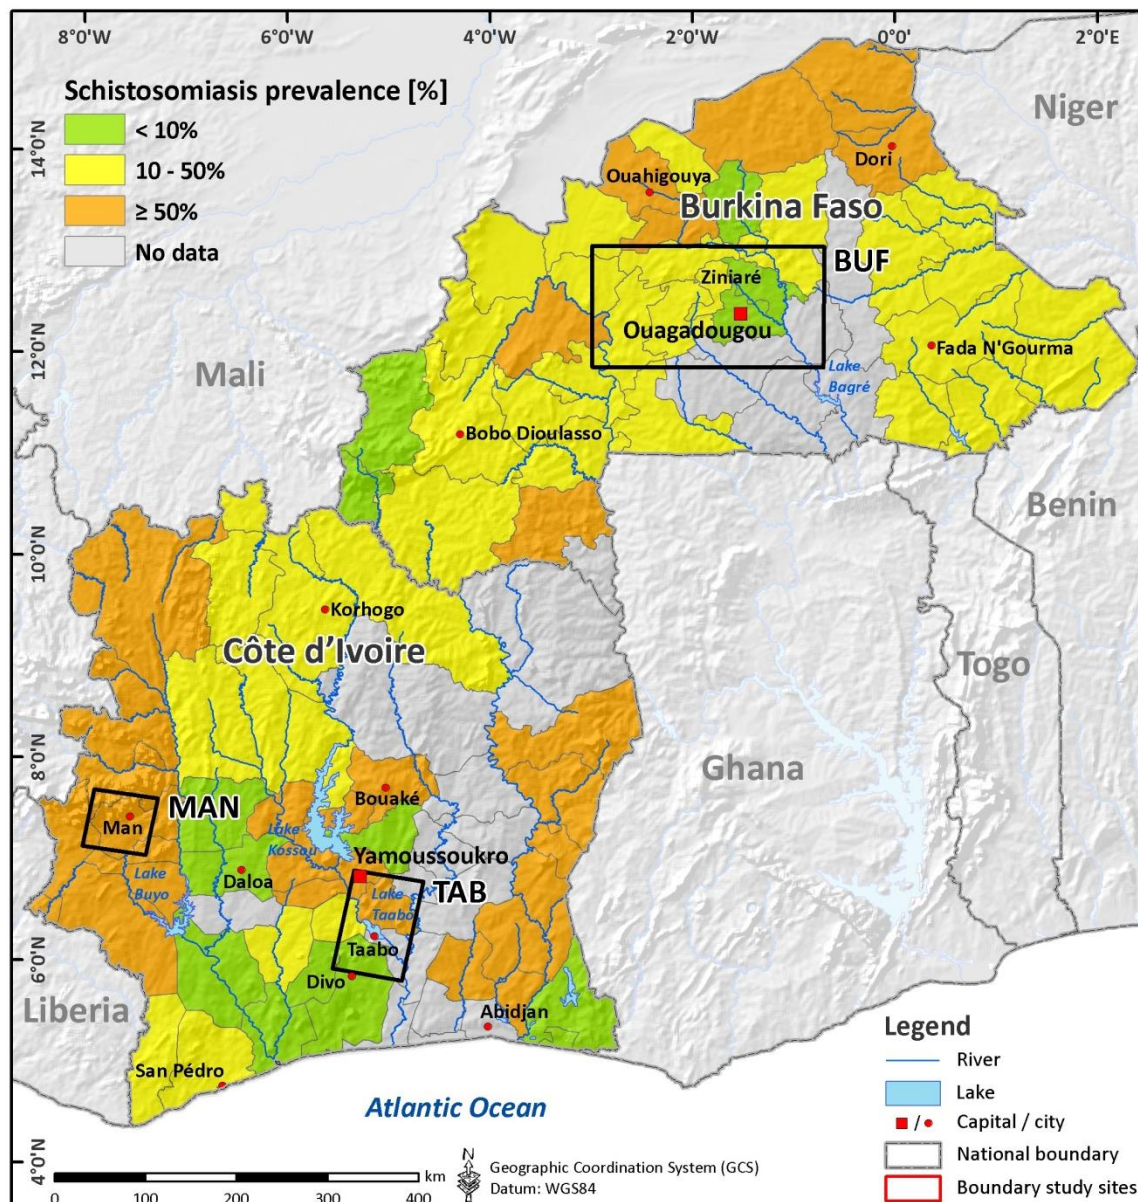 8°0'W 6°0'W 4°0'W 2°0'W 0°0' 2°0'E
Schistosomiasis prevalence [%]
< 10%
10 - 50%
≥ 50%
No data
Niger
14°0'N
Dori
Ouahigouya
Burkina Faso
BUF
Ziniaré
Ouagadougou
12°0'N
Fada N'Gourma
Mali
Lake
Bagré
Bobo Dioulasso
Benin
10°0'N
Korhogo
Côte d'Ivoire
Togo
8°0'N
Ghana
Bouaké
MAN
Man
Lake
Kossou
Yamoussoukro
Daloa
Lake
Buyo
TAB
Lake
Taabo
Taabo
6°0'N
Divo
Liberia
Abidjan
San Pédro
Atlantic Ocean
Legend
River
Lake
■ / ● Capital / city
National boundary
Boundary study sites
4°0'N
N
km
0 100 200 300 400
Geographic Coordination System (GCS)
Datum: WGS84